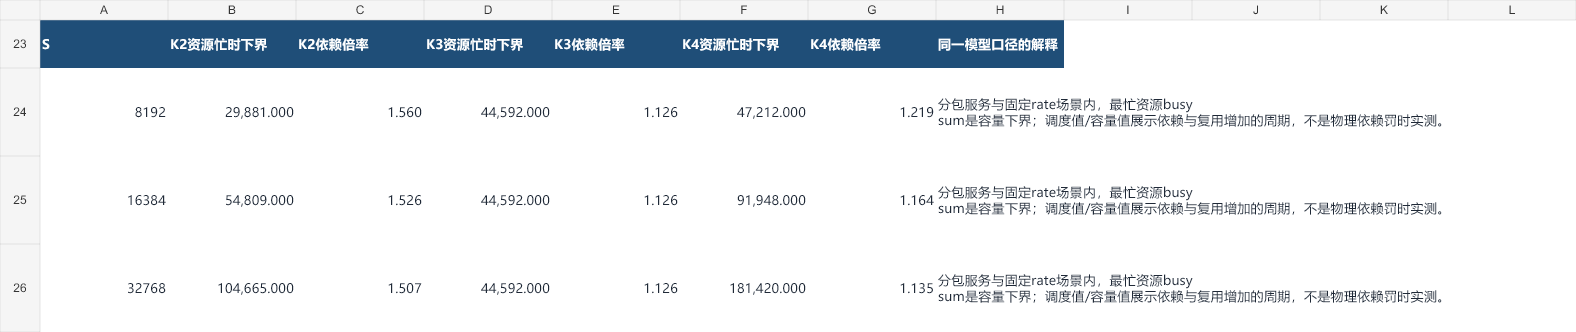 A B C D E F G H I J K L
23 S K2资源忙时下界 K2依赖倍率 K3资源忙时下界 K3依赖倍率 K4资源忙时下界 K4依赖倍率 同一模型口径的解释
24 8192 29,881.000 1.560 44,592.000 1.126 47,212.000 1.219 分包服务与固定rate场景内，最忙资源busy
sum是容量下界；调度值/容量值展示依赖与复用增加的周期，不是物理依赖罚时实测。
25 16384 54,809.000 1.526 44,592.000 1.126 91,948.000 1.164 分包服务与固定rate场景内，最忙资源busy
sum是容量下界；调度值/容量值展示依赖与复用增加的周期，不是物理依赖罚时实测。
26 32768 104,665.000 1.507 44,592.000 1.126 181,420.000 1.135 分包服务与固定rate场景内，最忙资源busy
sum是容量下界；调度值/容量值展示依赖与复用增加的周期，不是物理依赖罚时实测。